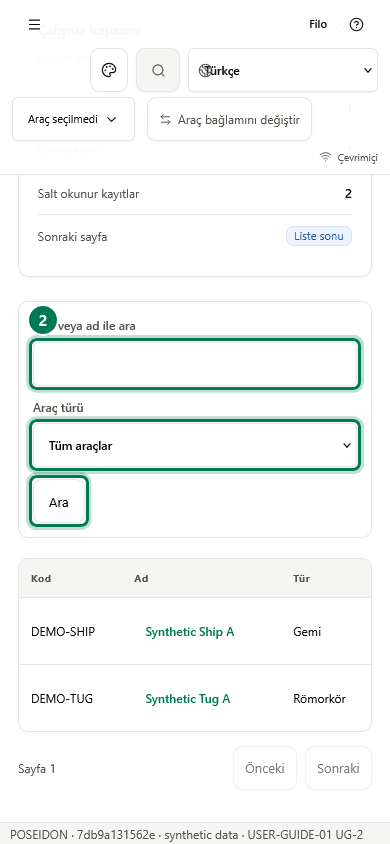 Filo
Türkçe
Araç seçilmedi
Araç bağlamını değiştir
Çevrimiçi
Salt okunur kayıtlar 2
Sonraki sayfa Liste sonu
2 veya ad ile ara
Araç türü
Tüm araçlar
Ara
Kod Ad Tür
DEMO-SHIP Synthetic Ship A Gemi
DEMO-TUG Synthetic Tug A Römorkör
Sayfa 1 Önceki Sonraki
POSEIDON · 7db9a131562e · synthetic data · USER-GUIDE-01 UG-2